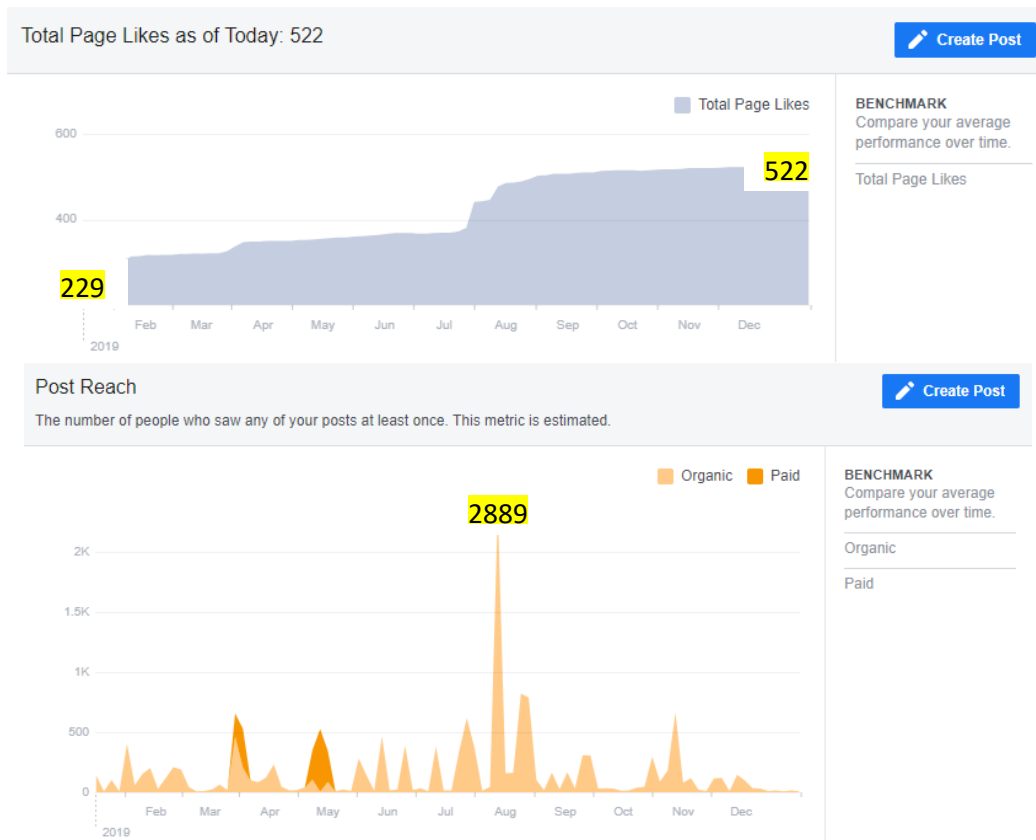 Total Page Likes as of Today: 522
Create Post
Total Page Likes
BENCHMARK
Compare your average
performance over time.
Total Page Likes
600
522
400
229
Feb Mar Apr May Jun Jul Aug Sep Oct Nov Dec
2019
Post Reach
Create Post
The number of people who saw any of your posts at least once. This metric is estimated.
Organic Paid
BENCHMARK
Compare your average
performance over time.
Organic
Paid
2889
2K
1.5K
1K
500
0
Feb Mar Apr May Jun Jul Aug Sep Oct Nov Dec
2019